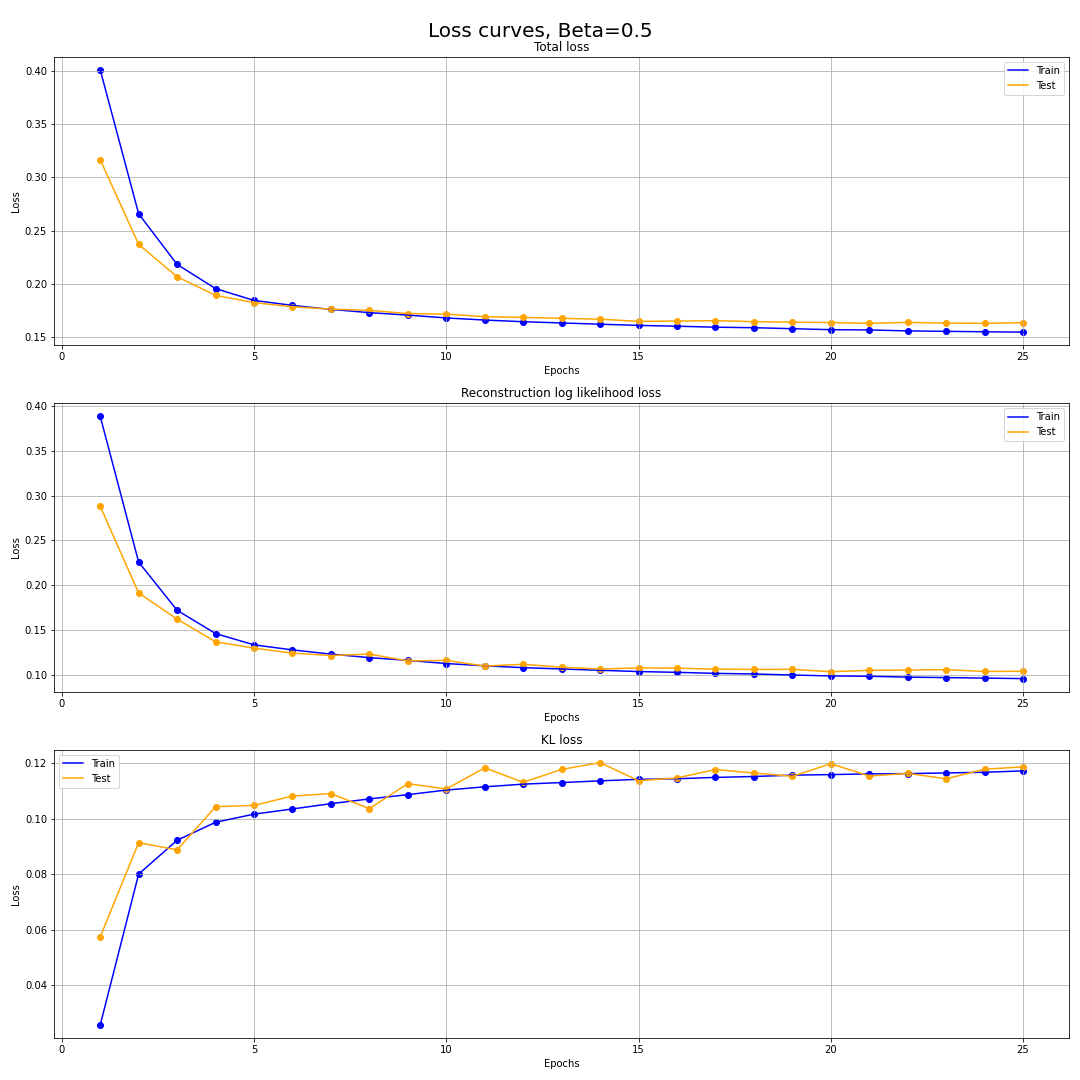 Loss curves, Beta=0.5
Total loss
0.40
0.35
0.30
0.25
0.20
0.15
Loss
Train
Test
0 5 10 15 20 25
Epochs
Reconstruction log likelihood loss
0.40
0.35
0.30
0.25
0.20
0.15
0.10
Loss
Train
Test
0 5 10 15 20 25
Epochs
KL loss
0.12
0.10
0.08
0.06
0.04
Loss
Train
Test
0 5 10 15 20 25
Epochs